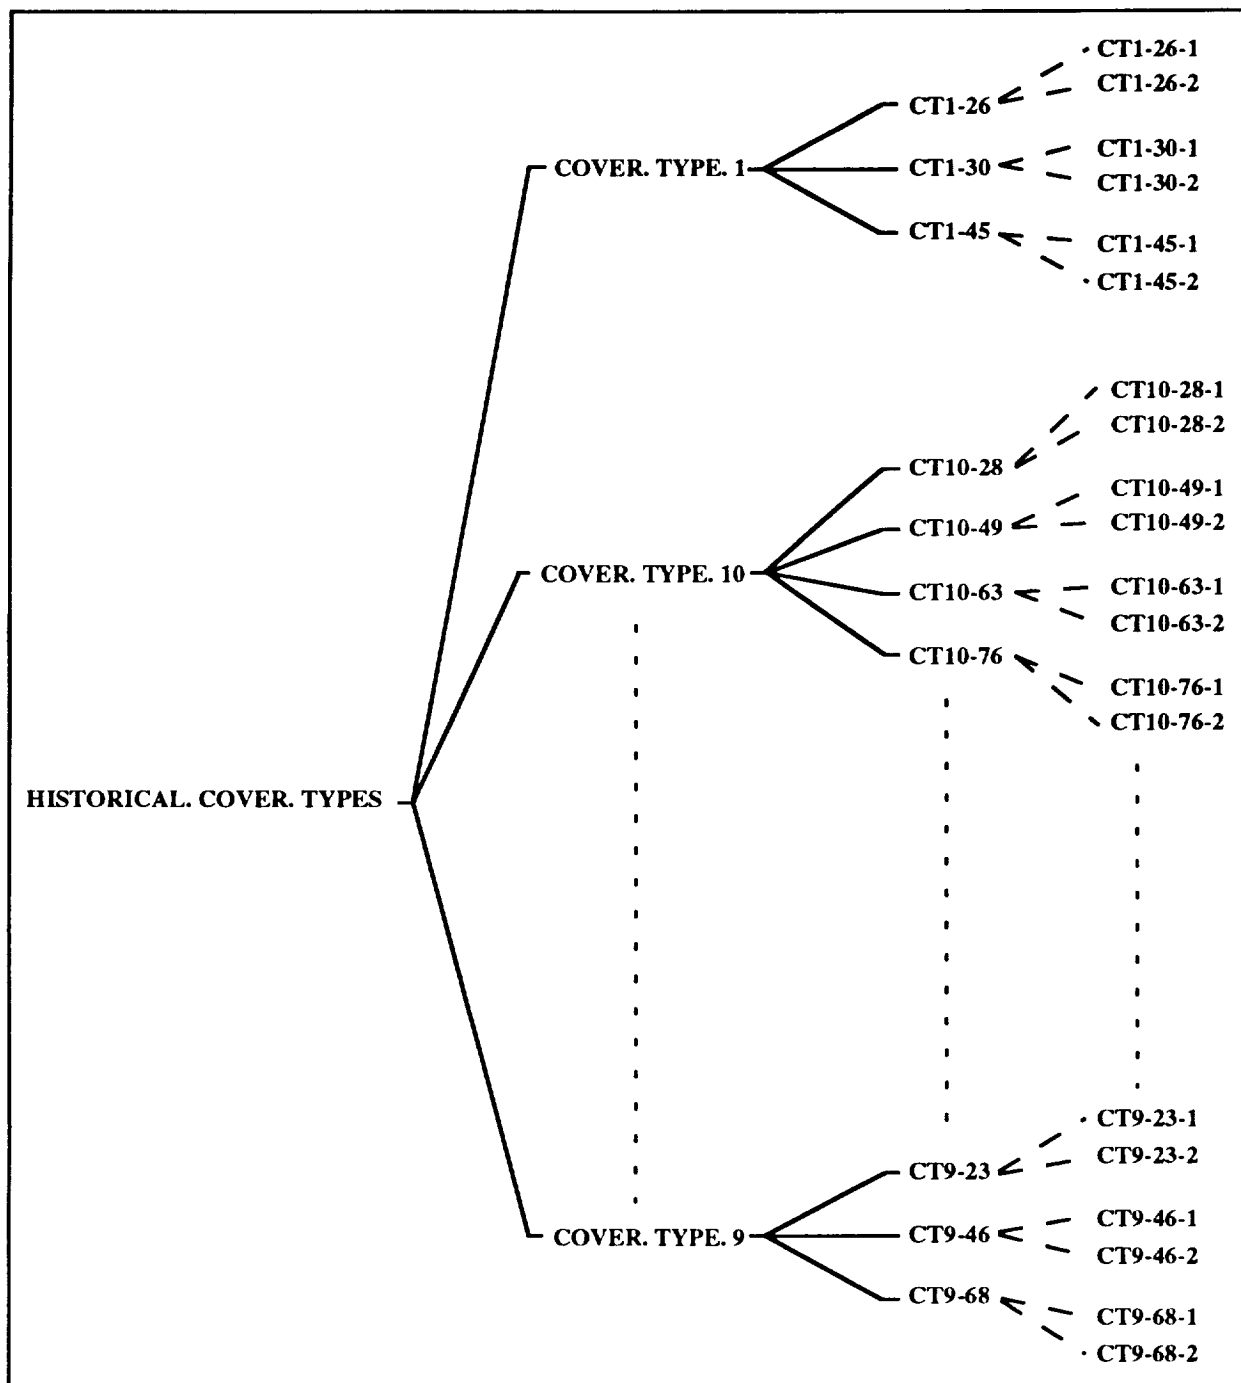 HISTORICAL. COVER. TYPES
COVER. TYPE. 1
CT1-26
CT1-26-1
CT1-26-2
CT1-30
CT1-30-1
CT1-30-2
CT1-45
CT1-45-1
CT1-45-2
COVER. TYPE. 10
CT10-28
CT10-28-1
CT10-28-2
CT10-49
CT10-49-1
CT10-49-2
CT10-63
CT10-63-1
CT10-63-2
CT10-76
CT10-76-1
CT10-76-2
COVER. TYPE. 9
CT9-23
CT9-23-1
CT9-23-2
CT9-46
CT9-46-1
CT9-46-2
CT9-68
CT9-68-1
CT9-68-2